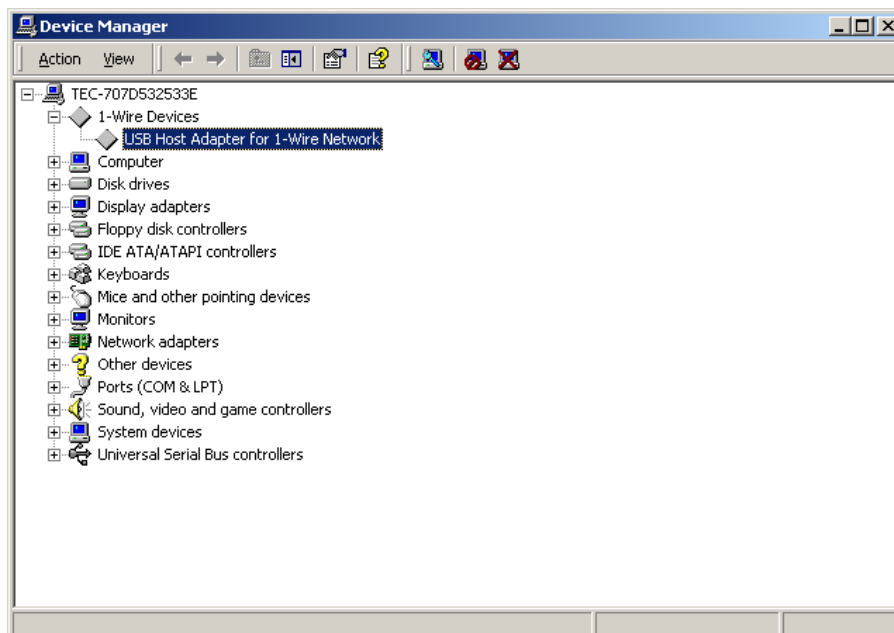 Device Manager
Action View
TEC-707D532533E
1-Wire Devices
USB Host Adapter for 1-Wire Network
Computer
Disk drives
Display adapters
Floppy disk controllers
IDE ATA/ATAPI controllers
Keyboards
Mice and other pointing devices
Monitors
Network adapters
Other devices
Ports (COM & LPT)
Sound, video and game controllers
System devices
Universal Serial Bus controllers